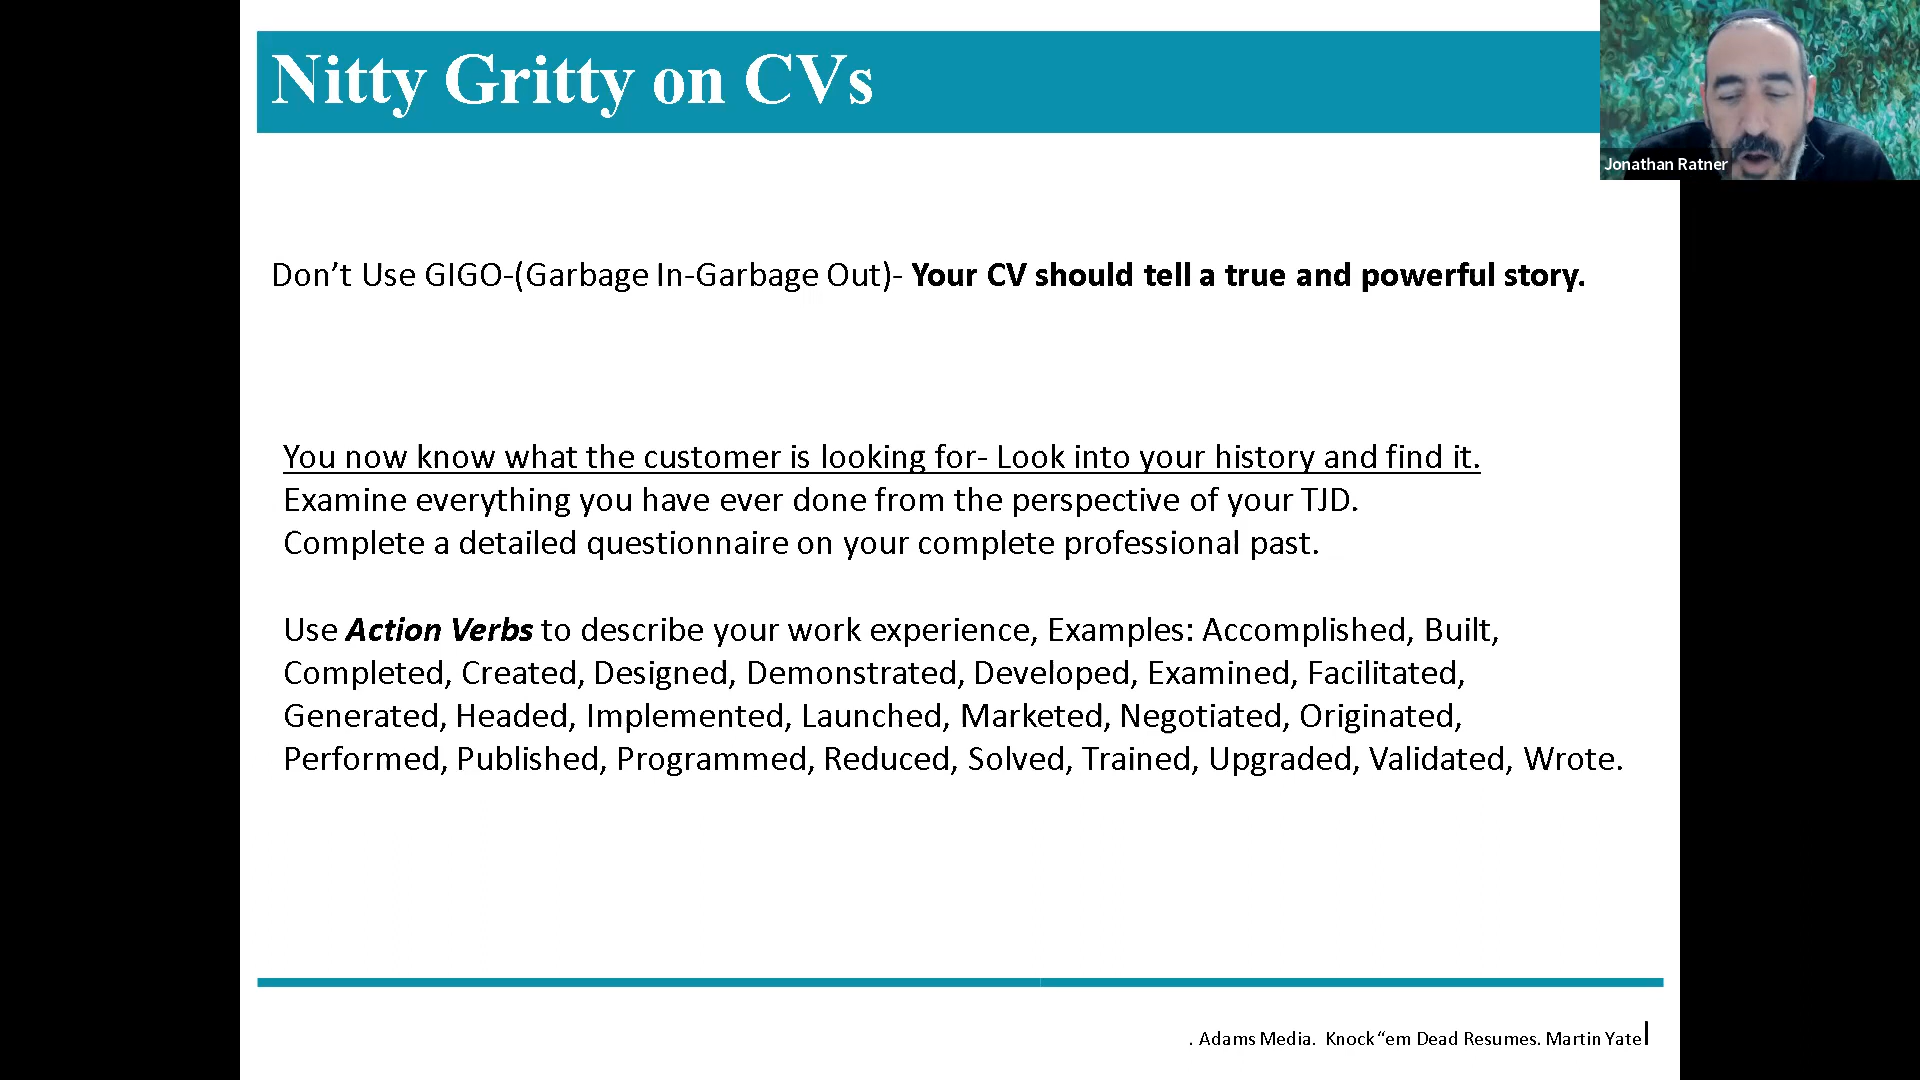 Nitty Gritty on CVs
Jonathan Ratner
Don’t Use GIGO-(Garbage In-Garbage Out)- Your CV should tell a true and powerful story.
You now know what the customer is looking for- Look into your history and find it.
Examine everything you have ever done from the perspective of your TJD.
Complete a detailed questionnaire on your complete professional past.
Use Action Verbs to describe your work experience, Examples: Accomplished, Built,
Completed, Created, Designed, Demonstrated, Developed, Examined, Facilitated,
Generated, Headed, Implemented, Launched, Marketed, Negotiated, Originated,
Performed, Published, Programmed, Reduced, Solved, Trained, Upgraded, Validated, Wrote.
. Adams Media. Knock “em Dead Resumes. Martin Yate